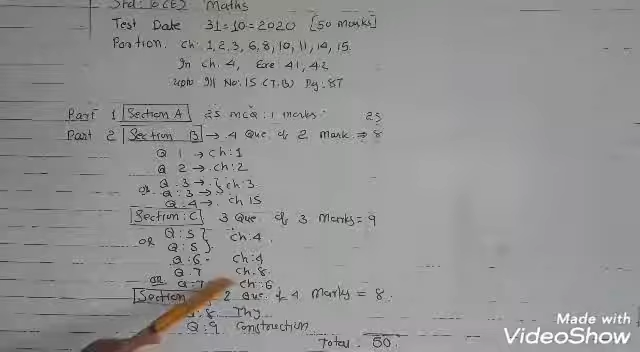 Std: 10(E) Maths
Test Date 31=10=2020 [50 marks]
Portion. ch: 1, 2, 3, 6, 8, 10, 11, 14, 15
In ch. 4, Exe 4.1, 4.2
upto Ill No. 15 (T.B) Pg. 87
Part 1 Section A 25 MCQ : 1 marks 25
Part 2 Section B → 4 Que. of 2 mark ⇒ 8
Q 1 → ch: 1
Q 2 → ch: 2
Q. 3 → } ch. 3
or Q. 3 →
Q. 4 → ch 15
Section: C 3 Que of 3 marks = 9
Q: 5 } ch. 4
OR Q: 5
Q. 6. ch: 4
Q. 7 ch. 8.
or Q. 7 ch. 6
Section 2 Que of 4 marks = 8.
Q. 8 Thy
Q: 9 construction
Total. 50.
Made with
VideoShow